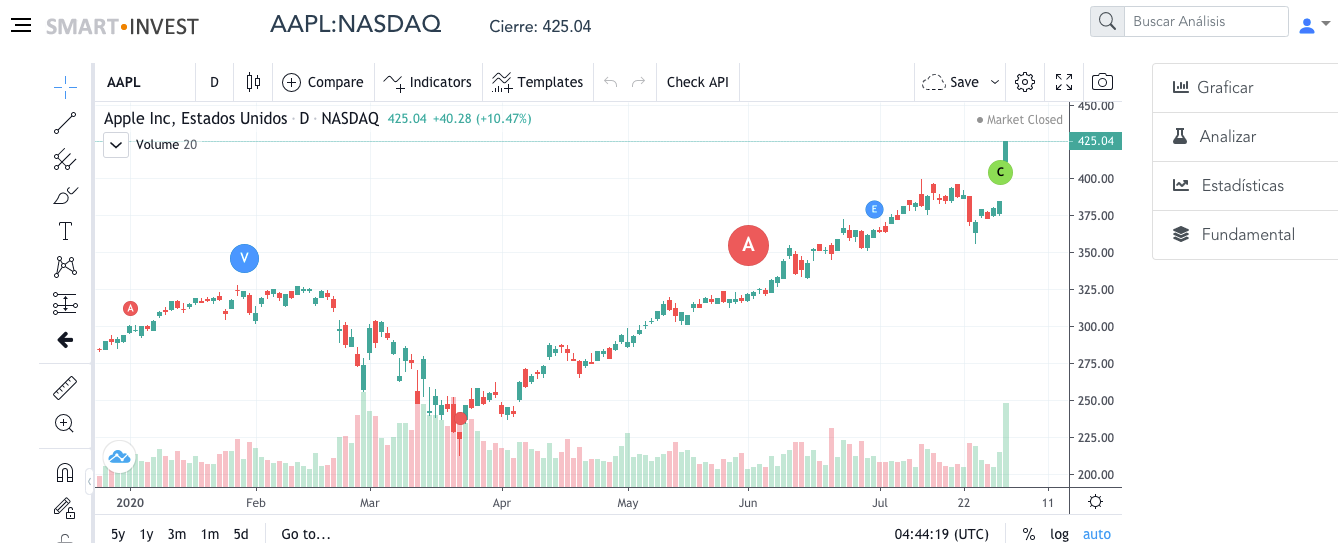 SMART•INVEST
AAPL:NASDAQ
Cierre: 425.04
Buscar Análisis
AAPL
D
Compare
Indicators
Templates
Check API
Save
Apple Inc, Estados Unidos · D · NASDAQ 425.04 +40.28 (+10.47%)
Market Closed
Volume 20
450.00
425.04
400.00
375.00
350.00
325.00
300.00
275.00
250.00
225.00
200.00
A
V
A
E
C
T
2020 Feb Mar Apr May Jun Jul 22 11
5y 1y 3m 1m 5d Go to...
04:44:19 (UTC) % log auto
Graficar
Analizar
Estadísticas
Fundamental